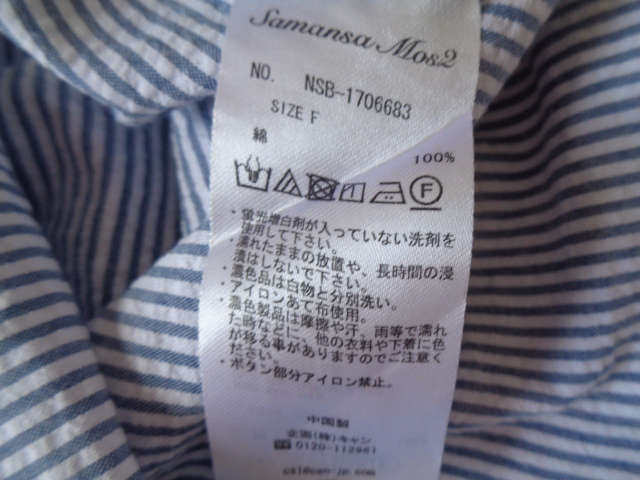 Samansa Mos2
NO. NSB-1706683
SIZE F
綿
100%
F
・蛍光増白剤が入っていない洗剤を
使用して下さい。
・濡れたままの放置や、長時間の浸
漬はしないで下さい。
・濃色品は白物と分別洗い。
・アイロンあて布使用。
・濃色製品は摩擦や汗、雨等で濡れ
た時などに、他の衣料や下着に色
が移る事がありますのでご注意く
ださい。
・ボタン部分アイロン禁止。
中国製
企画(株)キャン
0120-112961
cs1@can-jp.com